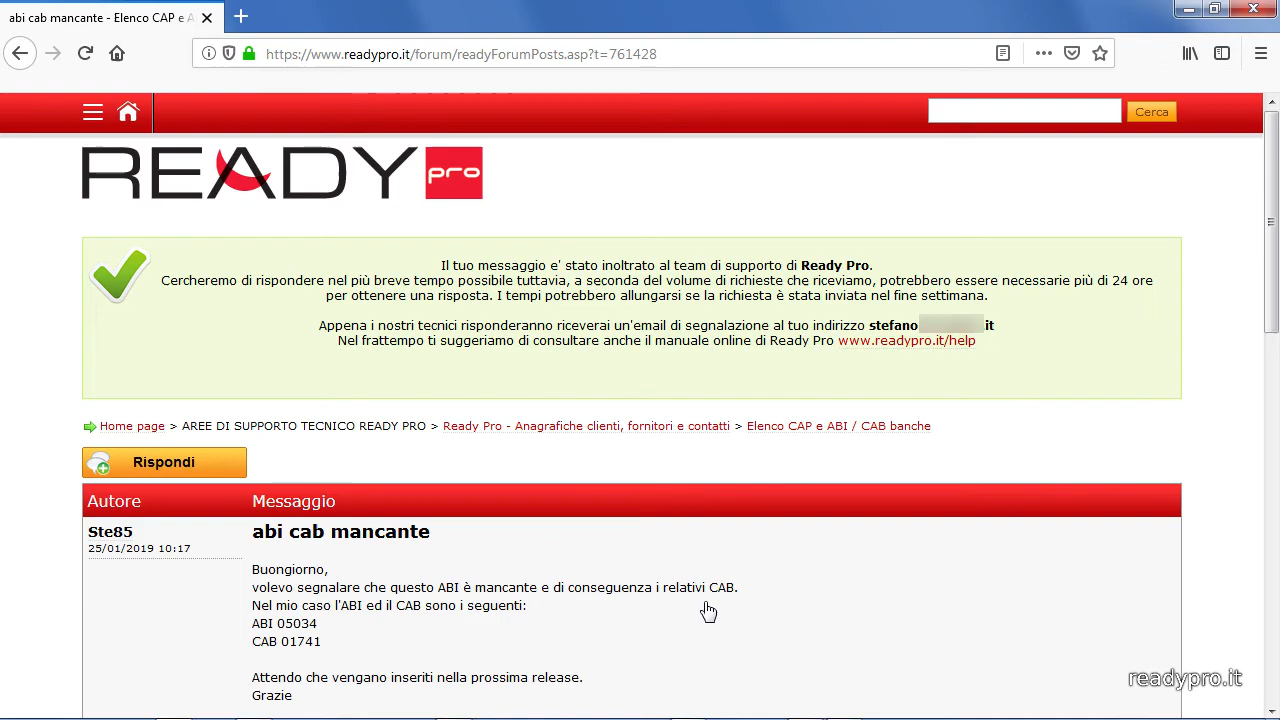 abi cab mancante - Elenco CAP e A
https://www.readypro.it/forum/readyForumPosts.asp?t=761428
Cerca
READY pro
Il tuo messaggio e' stato inoltrato al team di supporto di Ready Pro.
Cercheremo di rispondere nel più breve tempo possibile tuttavia, a seconda del volume di richieste che riceviamo, potrebbero essere necessarie più di 24 ore
per ottenere una risposta. I tempi potrebbero allungarsi se la richiesta è stata inviata nel fine settimana.
Appena i nostri tecnici risponderanno riceverai un'email di segnalazione al tuo indirizzo stefano it
Nel frattempo ti suggeriamo di consultare anche il manuale online di Ready Pro www.readypro.it/help
Home page > AREE DI SUPPORTO TECNICO READY PRO > Ready Pro - Anagrafiche clienti, fornitori e contatti > Elenco CAP e ABI / CAB banche
Rispondi
Autore Messaggio
Ste85
25/01/2019 10:17
abi cab mancante
Buongiorno,
volevo segnalare che questo ABI è mancante e di conseguenza i relativi CAB.
Nel mio caso l'ABI ed il CAB sono i seguenti:
ABI 05034
CAB 01741
Attendo che vengano inseriti nella prossima release.
Grazie
readypro.it